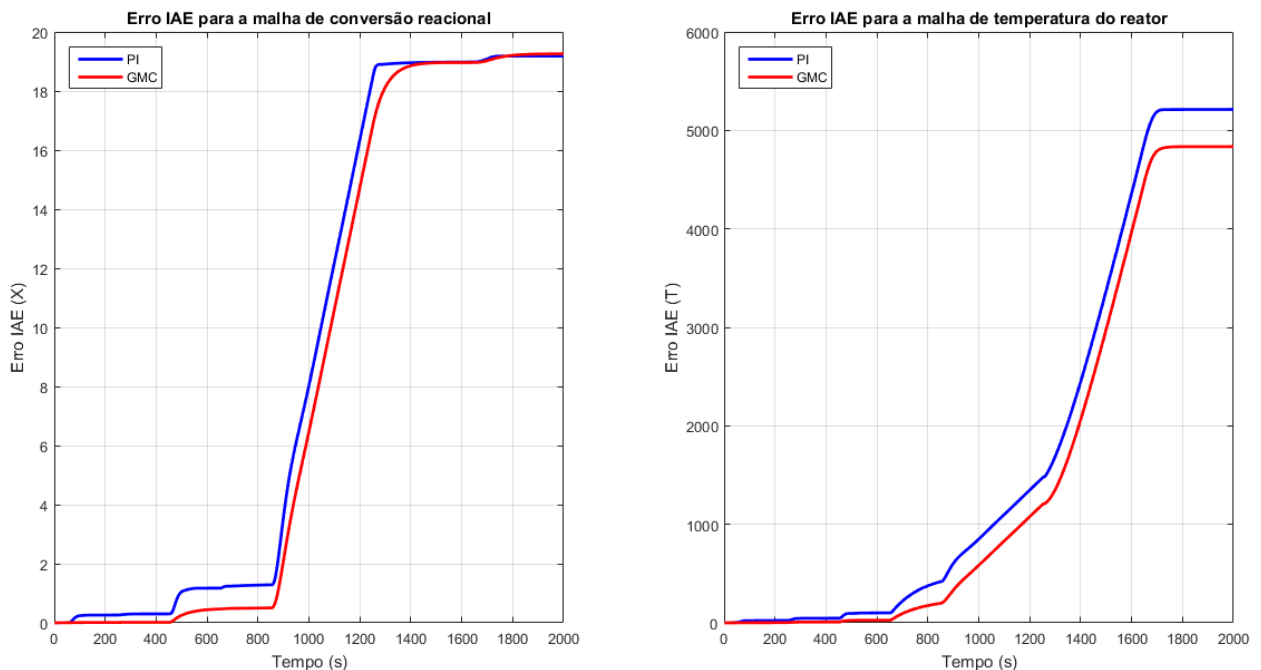 Erro IAE para a malha de conversão reacional
PI
GMC
Erro IAE (X)
20
18
16
14
12
10
8
6
4
2
0
0 200 400 600 800 1000 1200 1400 1600 1800 2000
Tempo (s)
Erro IAE para a malha de temperatura do reator
PI
GMC
Erro IAE (T)
6000
5000
4000
3000
2000
1000
0
0 200 400 600 800 1000 1200 1400 1600 1800 2000
Tempo (s)